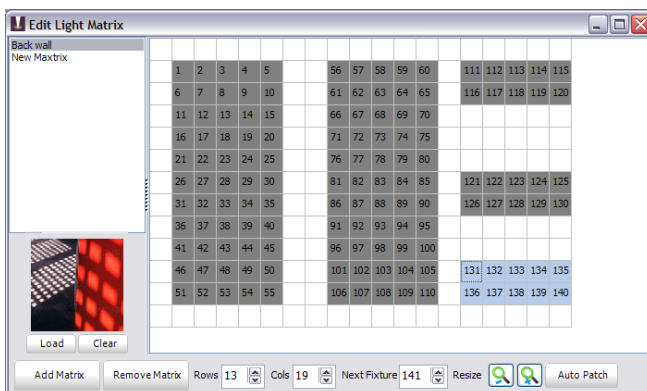 Edit Light Matrix
Back wall
New Maxtrix
1 2 3 4 5 56 57 58 59 60 111 112 113 114 115
6 7 8 9 10 61 62 63 64 65 116 117 118 119 120
11 12 13 14 15 66 67 68 69 70
16 17 18 19 20 71 72 73 74 75
21 22 23 24 25 76 77 78 79 80
26 27 28 29 30 81 82 83 84 85 121 122 123 124 125
31 32 33 34 35 86 87 88 89 90 126 127 128 129 130
36 37 38 39 40 91 92 93 94 95
41 42 43 44 45 96 97 98 99 100
46 47 48 49 50 101 102 103 104 105 131 132 133 134 135
51 52 53 54 55 106 107 108 109 110 136 137 138 139 140
Load Clear
Add Matrix Remove Matrix Rows 13 Cols 19 Next Fixture 141 Resize Auto Patch